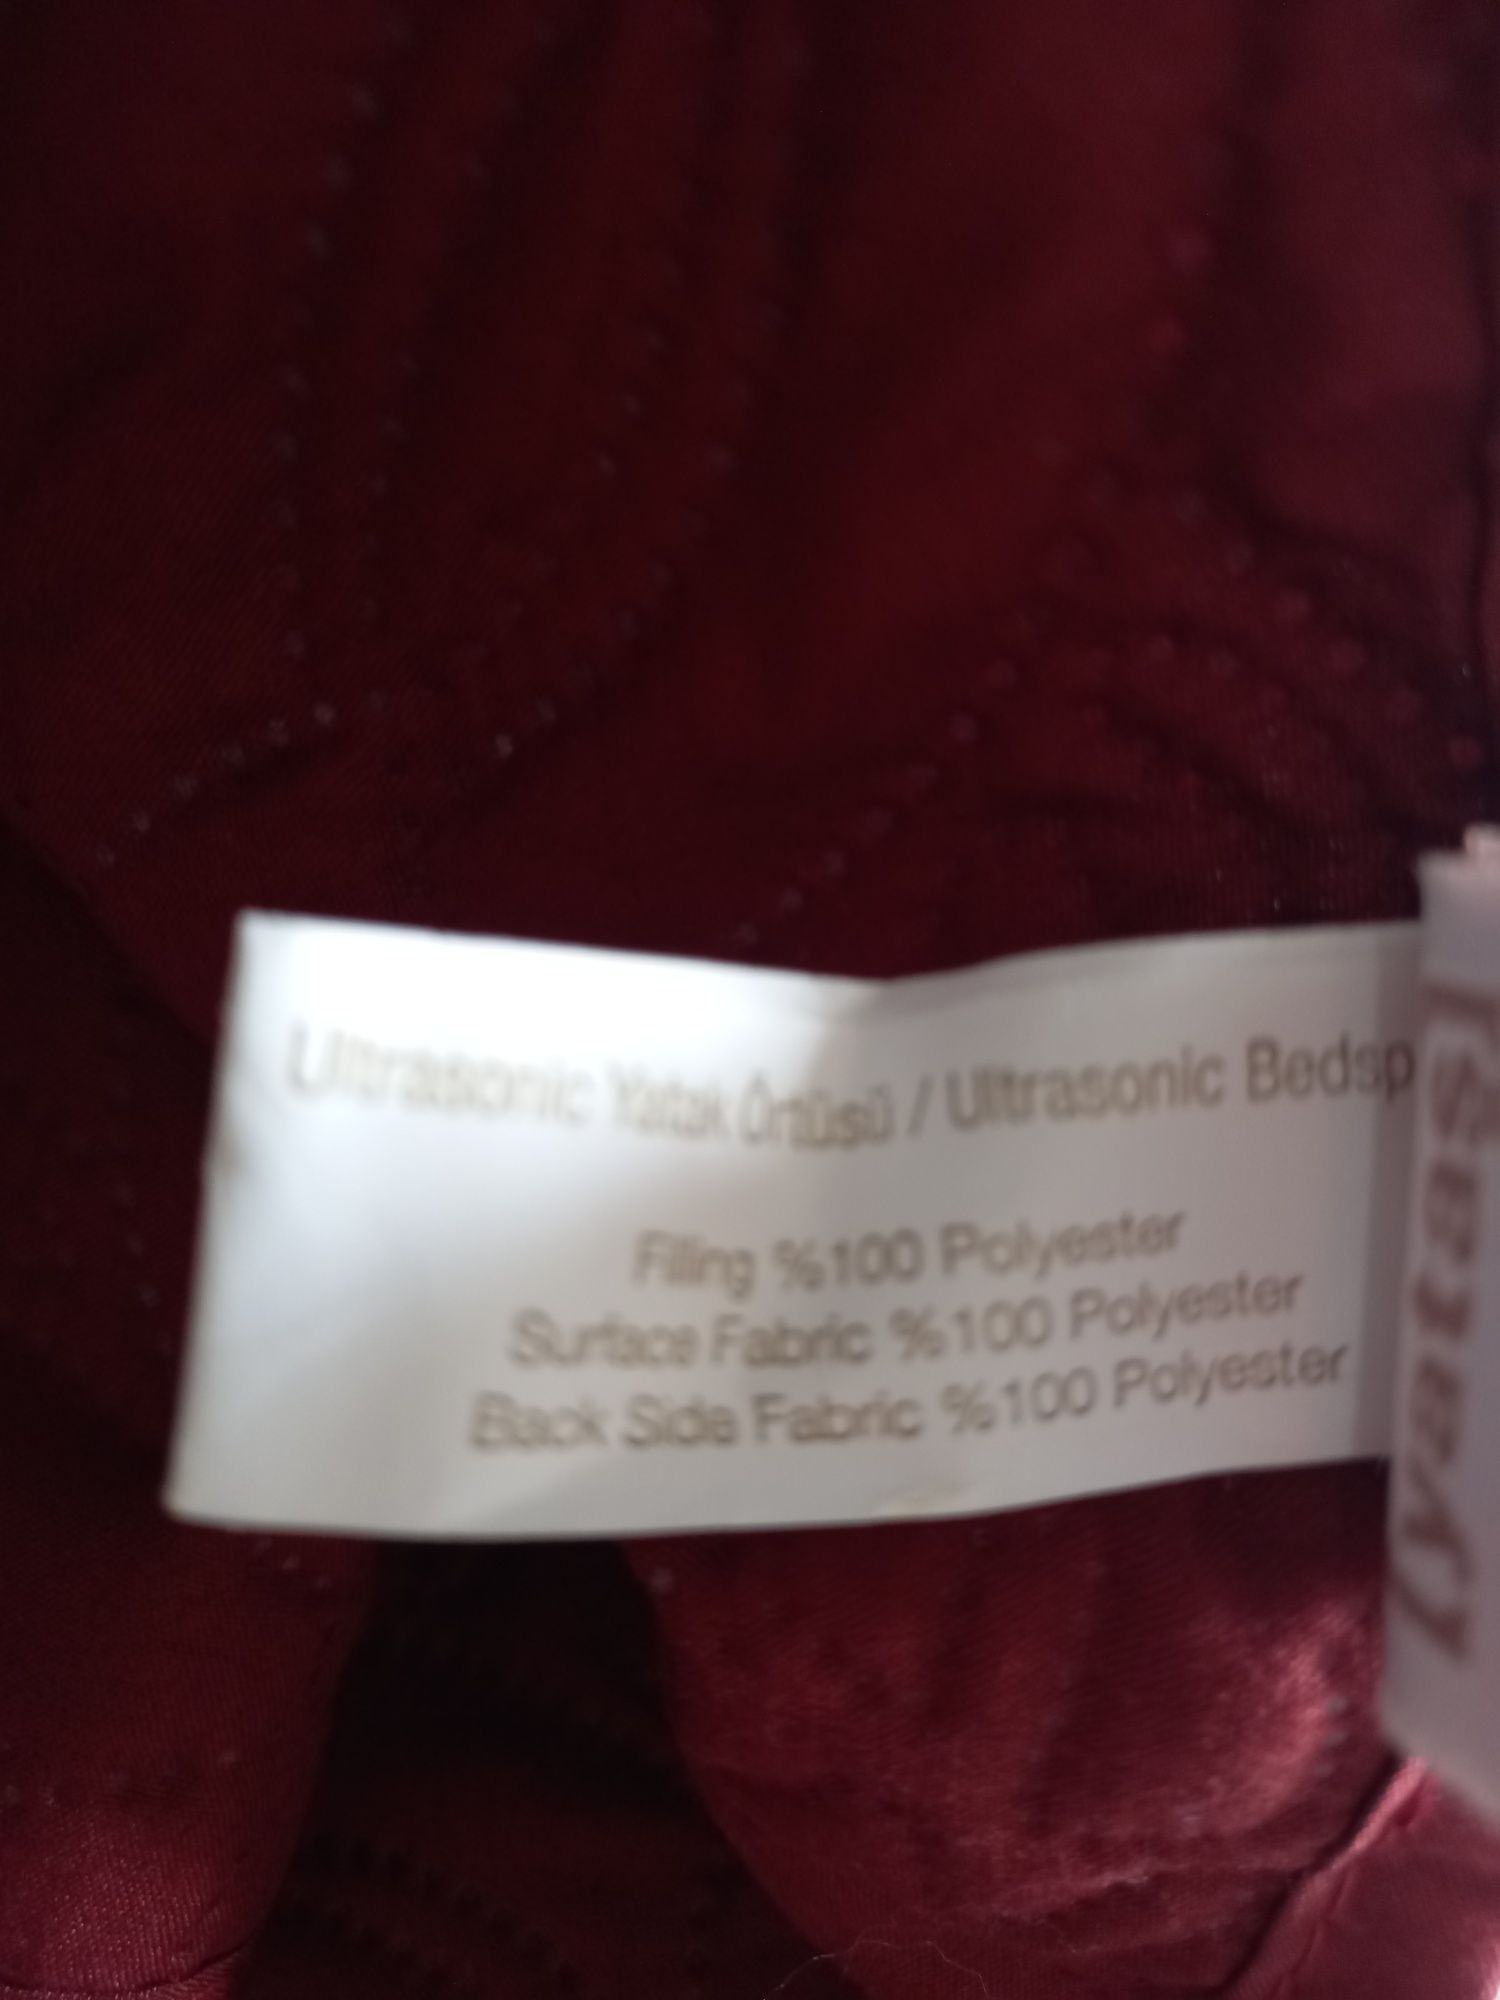 Ultrasonic Yatak Örtüsü / Ultrasonic Bedsp
Filling %100 Polyester
Surface Fabric %100 Polyester
Back Side Fabric %100 Polyester